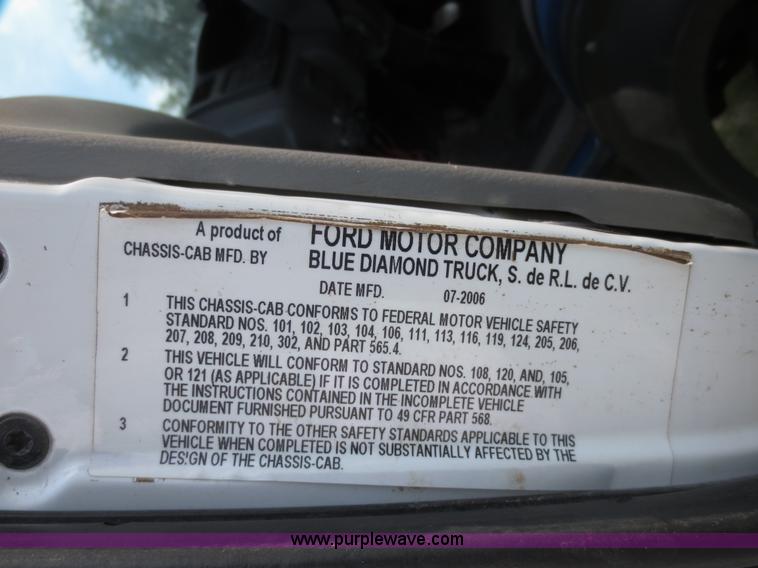 A product of FORD MOTOR COMPANY
CHASSIS-CAB MFD. BY BLUE DIAMOND TRUCK, S. de R.L. de C.V.
DATE MFD. 07-2006
1 THIS CHASSIS-CAB CONFORMS TO FEDERAL MOTOR VEHICLE SAFETY
STANDARD NOS. 101, 102, 103, 104, 106, 111, 113, 116, 119, 124, 205, 206,
207, 208, 209, 210, 302, AND PART 565.4.
2 THIS VEHICLE WILL CONFORM TO STANDARD NOS. 108, 120, AND, 105,
OR 121 (AS APPLICABLE) IF IT IS COMPLETED IN ACCORDANCE WITH
THE INSTRUCTIONS CONTAINED IN THE INCOMPLETE VEHICLE
DOCUMENT FURNISHED PURSUANT TO 49 CFR PART 568.
3 CONFORMITY TO THE OTHER SAFETY STANDARDS APPLICABLE TO THIS
VEHICLE WHEN COMPLETED IS NOT SUBSTANTIALLY AFFECTED BY THE
DESIGN OF THE CHASSIS-CAB.
www.purplewave.com